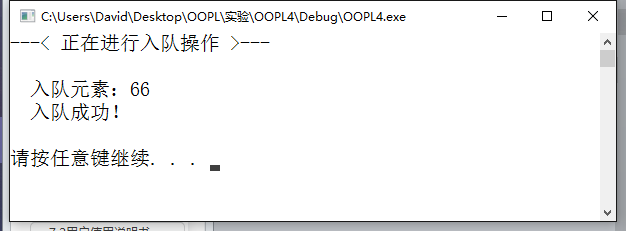 C:\Users\David\Desktop\OOPL\实验\OOPL4\Debug\OOPL4.exe
---< 正在进行入队操作 >---
入队元素：66
入队成功！
请按任意键继续. . .